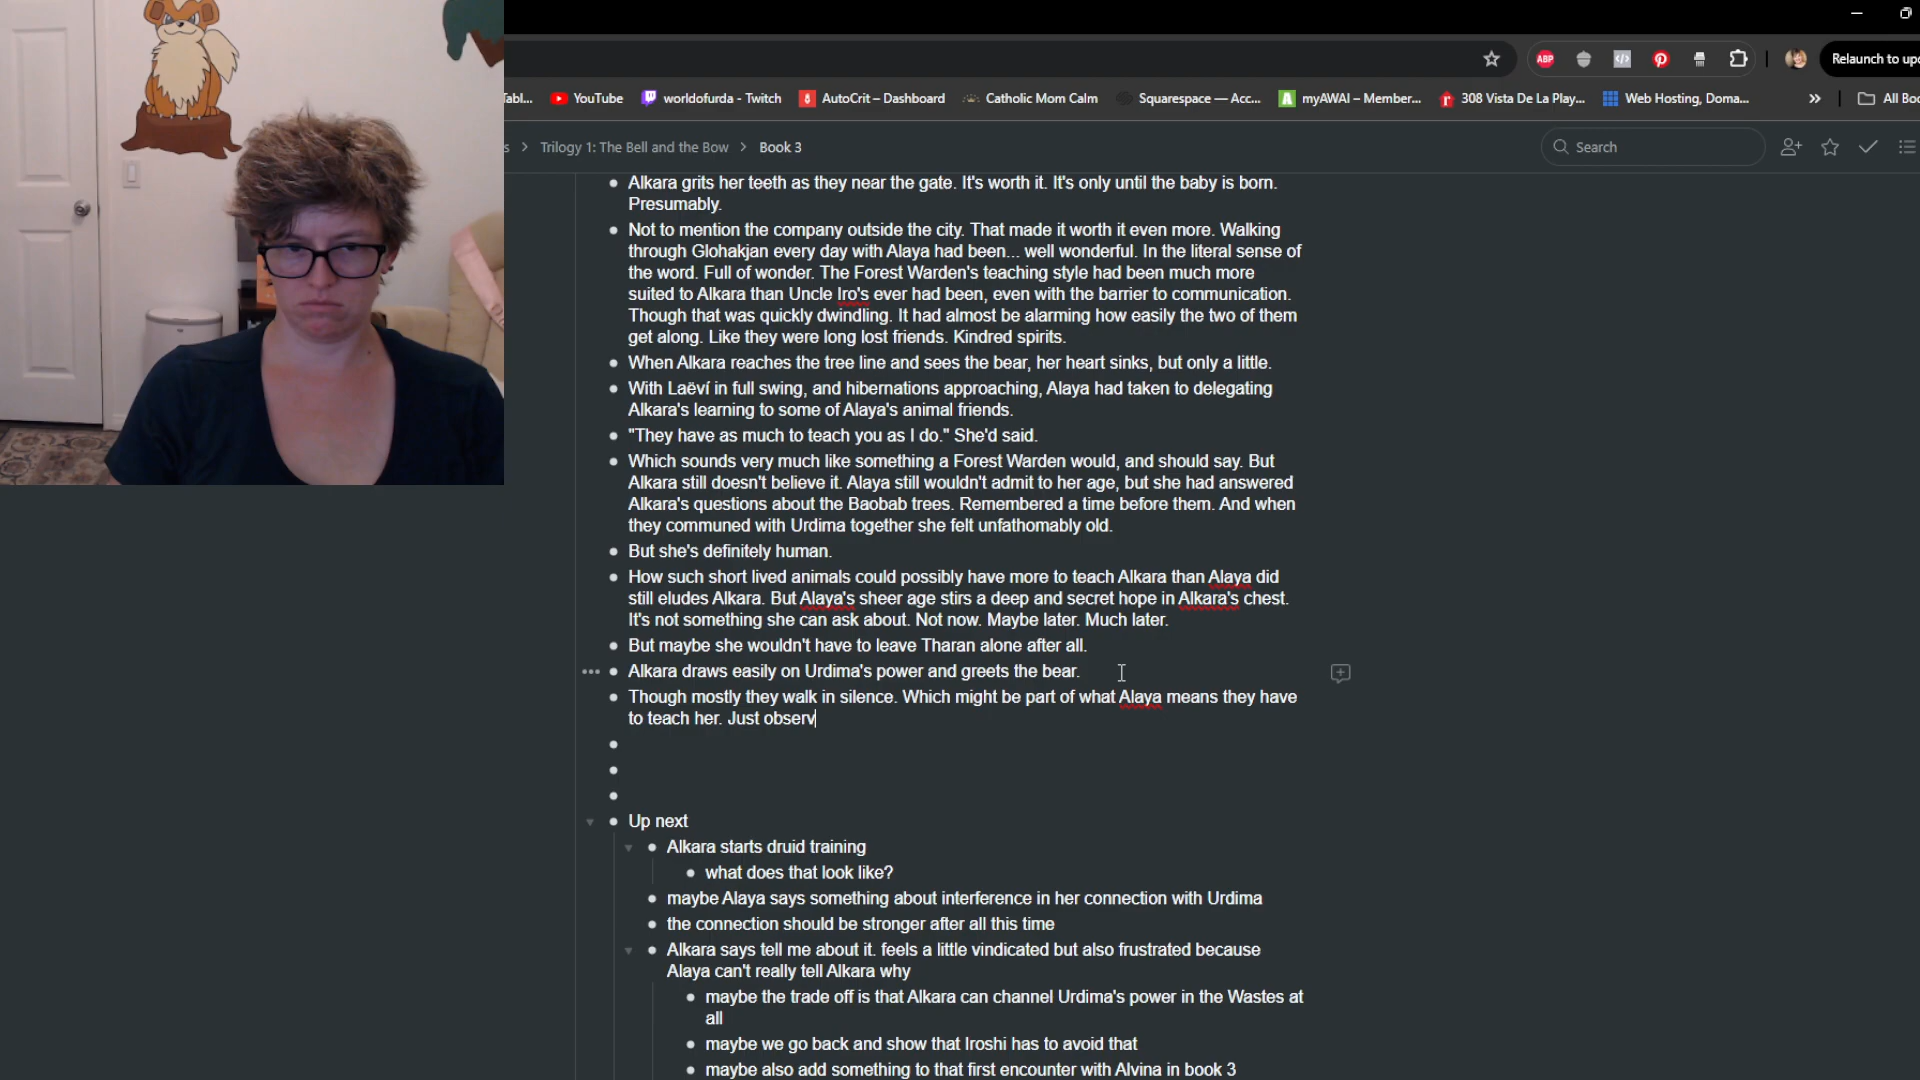 Relaunch to upd
Tabl...
YouTube
worldofurda - Twitch
AutoCrit – Dashboard
Catholic Mom Calm
Squarespace — Acc...
myAWAI – Member...
308 Vista De La Play...
Web Hosting, Doma...
»
All Boo
s > Trilogy 1: The Bell and the Bow > Book 3
Search
ABP
Alkara grits her teeth as they near the gate. It's worth it. It's only until the baby is born.
Presumably.
Not to mention the company outside the city. That made it worth it even more. Walking
through Glohakjan every day with Alaya had been... well wonderful. In the literal sense of
the word. Full of wonder. The Forest Warden's teaching style had been much more
suited to Alkara than Uncle Iro's ever had been, even with the barrier to communication.
Though that was quickly dwindling. It had almost be alarming how easily the two of them
get along. Like they were long lost friends. Kindred spirits.
When Alkara reaches the tree line and sees the bear, her heart sinks, but only a little.
With Laëví in full swing, and hibernations approaching, Alaya had taken to delegating
Alkara's learning to some of Alaya's animal friends.
"They have as much to teach you as I do." She'd said.
Which sounds very much like something a Forest Warden would, and should say. But
Alkara still doesn't believe it. Alaya still wouldn't admit to her age, but she had answered
Alkara's questions about the Baobab trees. Remembered a time before them. And when
they communed with Urdima together she felt unfathomably old.
But she's definitely human.
How such short lived animals could possibly have more to teach Alkara than Alaya did
still eludes Alkara. But Alaya's sheer age stirs a deep and secret hope in Alkara's chest.
It's not something she can ask about. Not now. Maybe later. Much later.
But maybe she wouldn't have to leave Tharan alone after all.
Alkara draws easily on Urdima's power and greets the bear.
Though mostly they walk in silence. Which might be part of what Alaya means they have
to teach her. Just observ
Up next
Alkara starts druid training
what does that look like?
maybe Alaya says something about interference in her connection with Urdima
the connection should be stronger after all this time
Alkara says tell me about it. feels a little vindicated but also frustrated because
Alaya can't really tell Alkara why
maybe the trade off is that Alkara can channel Urdima's power in the Wastes at
all
maybe we go back and show that Iroshi has to avoid that
maybe also add something to that first encounter with Alvina in book 3